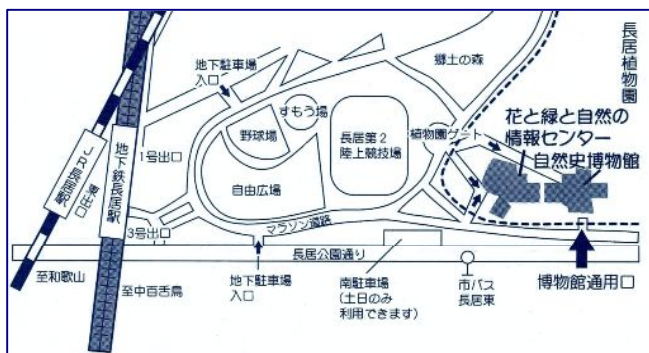 長居植物園
郷土の森
地下駐車場
入口
すもう場
野球場
長居第2
陸上競技場
植物園ゲート
花と緑と自然の
情報センター
自然史博物館
自由広場
1号出口
地下鉄長居駅
JR長居駅
東出口
3号出口
マラソン道路
長居公園通り
至和歌山
至中百舌鳥
地下駐車場
入口
南駐車場
(土日のみ
利用できます)
市バス
長居東
博物館通用口